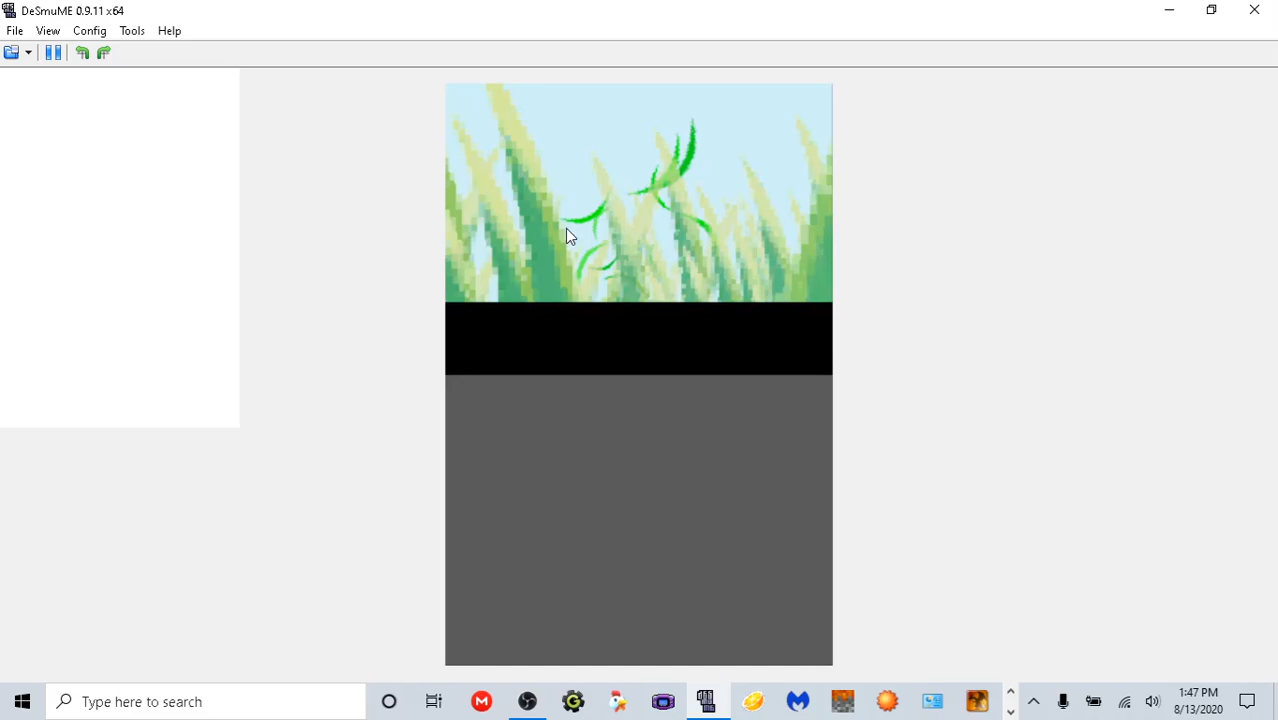 DeSmuME 0.9.11 x64
File View Config Tools Help
Type here to search
1:47 PM
8/13/2020